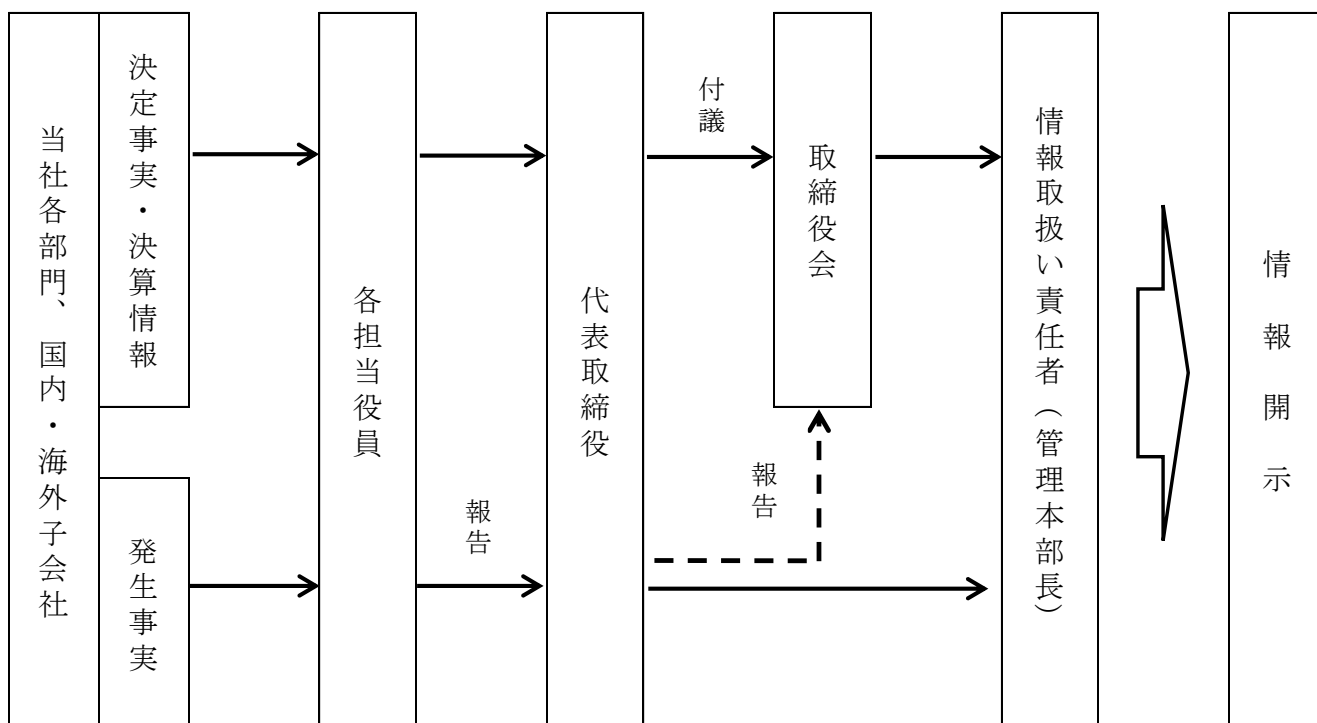 当社各部門、国内・海外子会社
決定事実・決算情報
発生事実
各担当役員
報告
代表取締役
付議
報告
取締役会
情報取扱い責任者（管理本部長）
情報開示